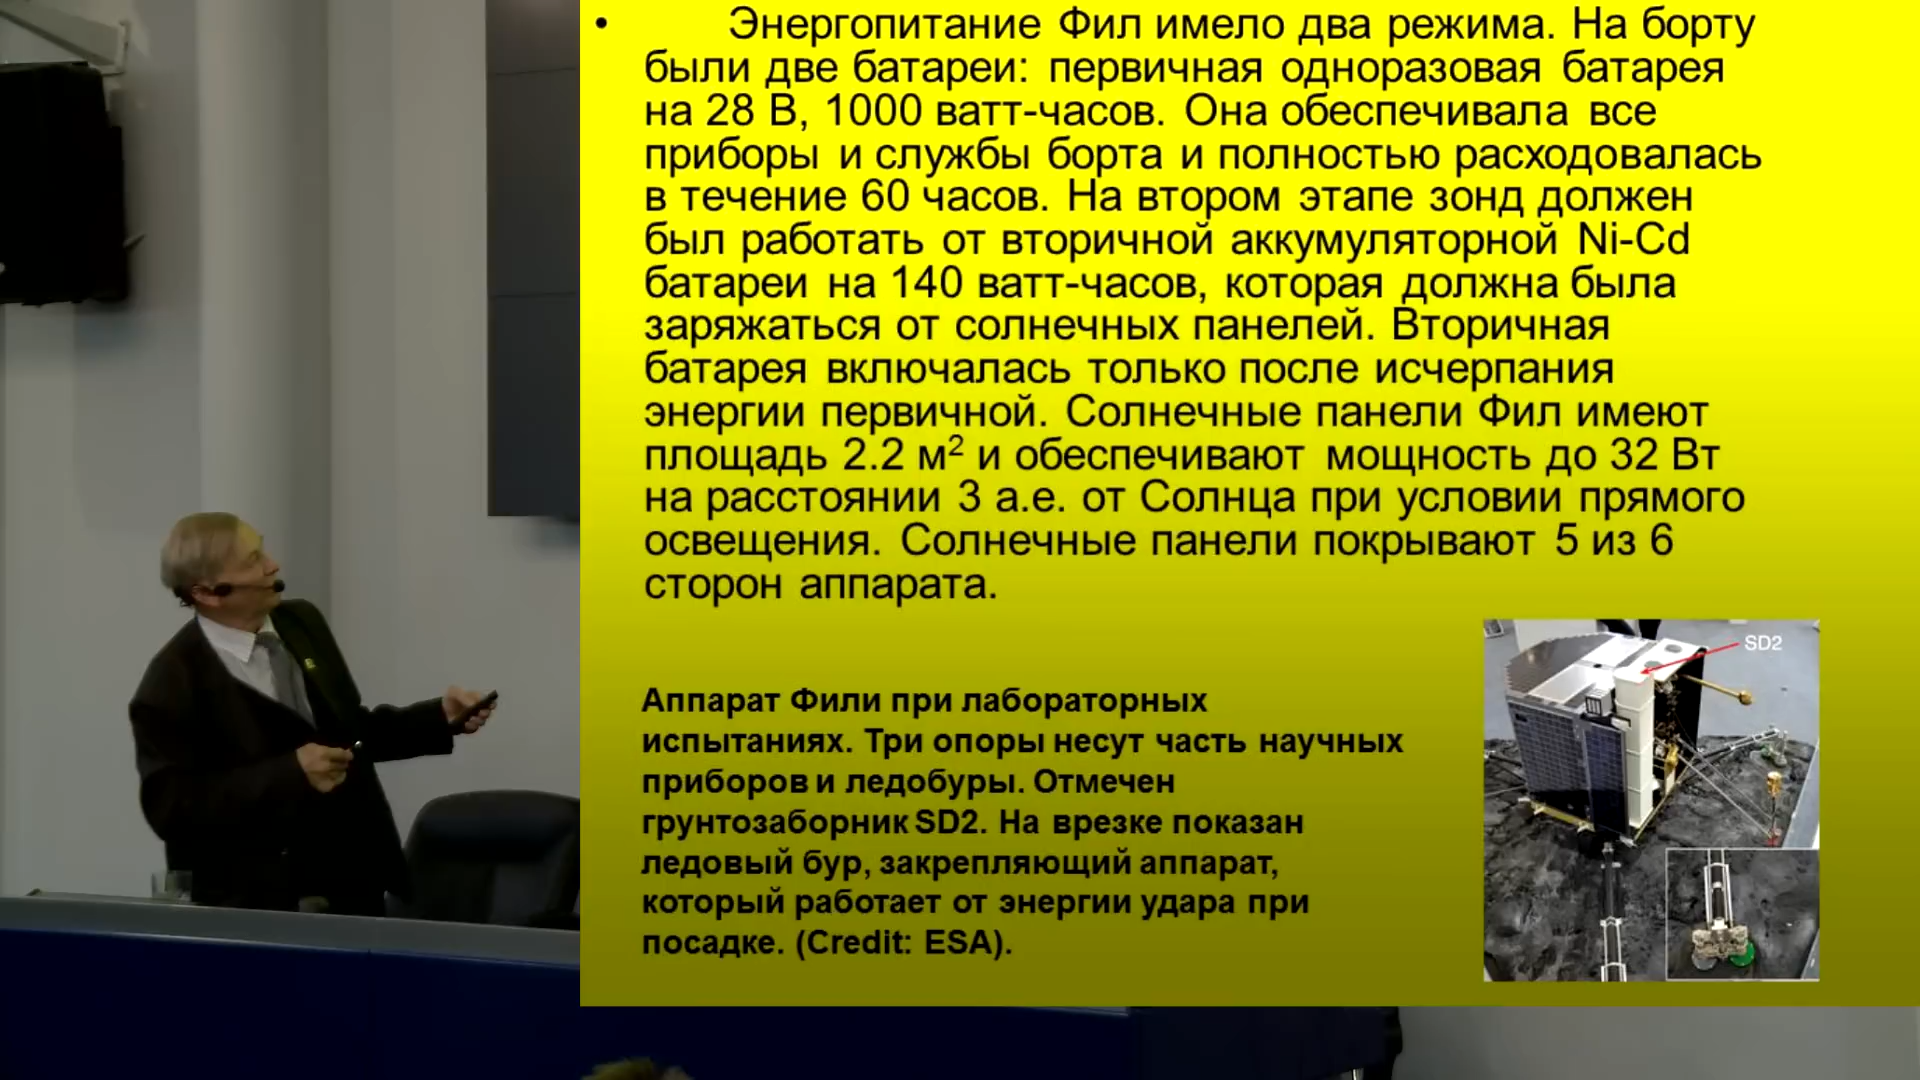 • Энергопитание Фил имело два режима. На борту
были две батареи: первичная одноразовая батарея
на 28 В, 1000 ватт-часов. Она обеспечивала все
приборы и службы борта и полностью расходовалась
в течение 60 часов. На втором этапе зонд должен
был работать от вторичной аккумуляторной Ni-Cd
батареи на 140 ватт-часов, которая должна была
заряжаться от солнечных панелей. Вторичная
батарея включалась только после исчерпания
энергии первичной. Солнечные панели Фил имеют
площадь 2.2 м² и обеспечивают мощность до 32 Вт
на расстоянии 3 а.е. от Солнца при условии прямого
освещения. Солнечные панели покрывают 5 из 6
сторон аппарата.
SD2
Аппарат Фили при лабораторных
испытаниях. Три опоры несут часть научных
приборов и ледобуры. Отмечен
грунтозаборник SD2. На врезке показан
ледовый бур, закрепляющий аппарат,
который работает от энергии удара при
посадке. (Credit: ESA).